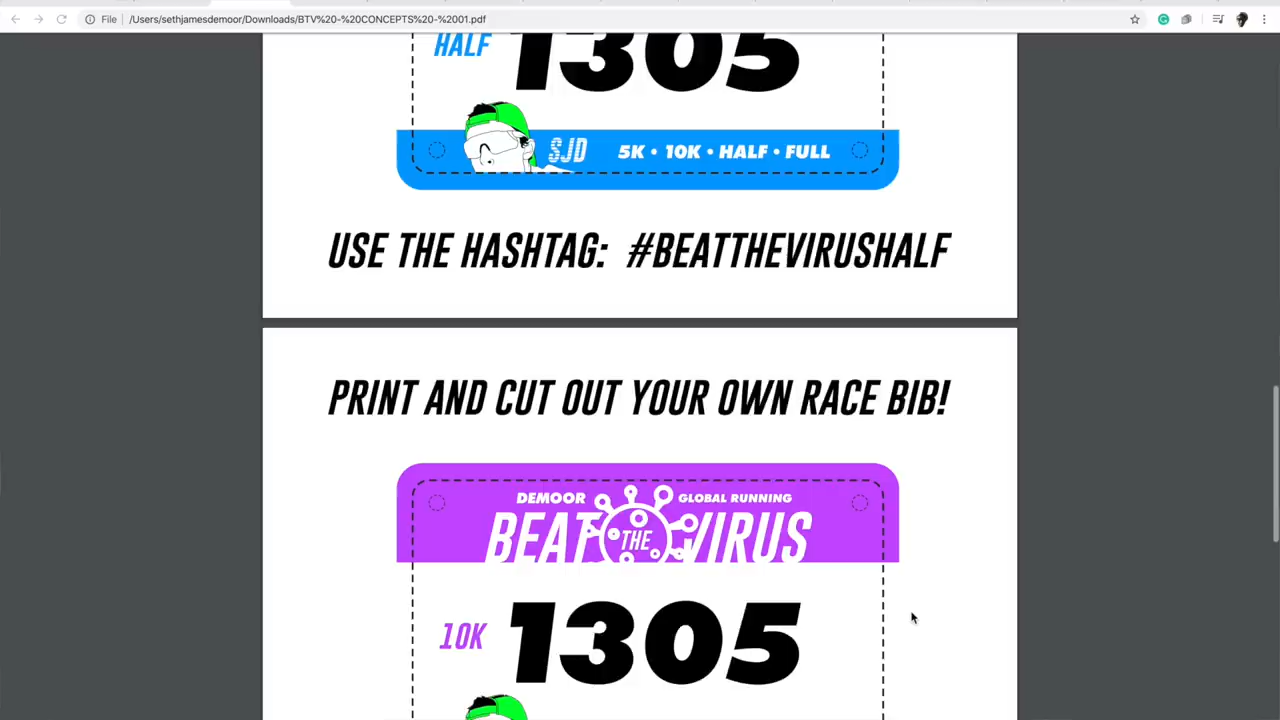 File | /Users/sethjamesdemoor/Downloads/BTV%20-%20CONCEPTS%20-%2001.pdf
HALF 1305
SJD 5K • 10K • HALF • FULL
USE THE HASHTAG: #BEATTHEVIRUSHALF
PRINT AND CUT OUT YOUR OWN RACE BIB!
DEMOOR GLOBAL RUNNING
BEAT THE VIRUS
10K 1305